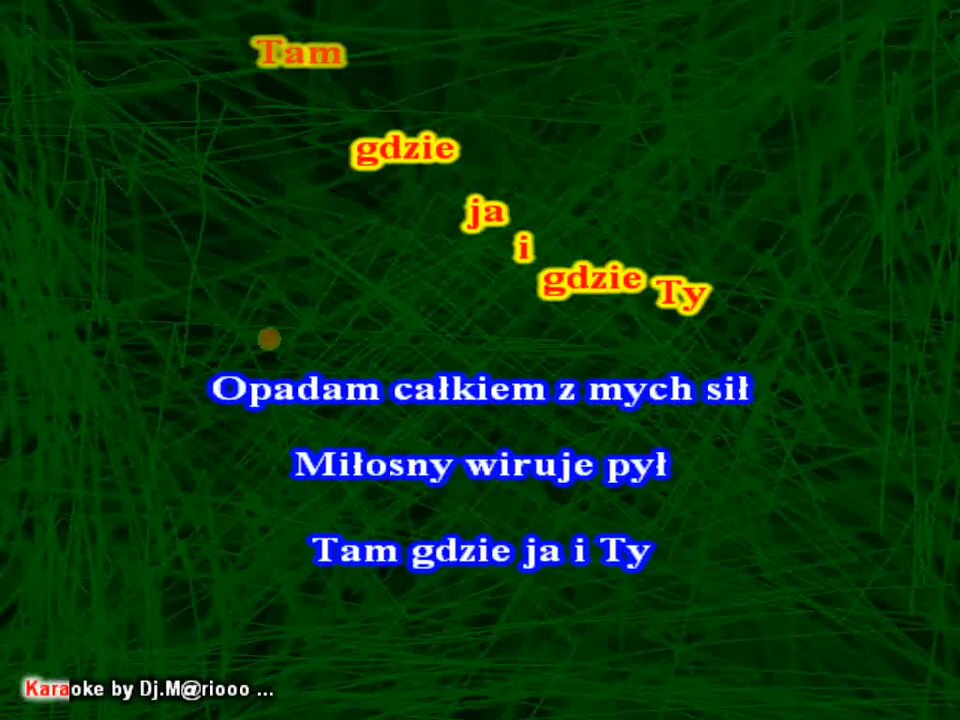 Tam gdzie ja i gdzie Ty
Opadam całkiem z mych sił
Miłosny wiruje pył
Tam gdzie ja i Ty
Karaoke by Dj.M@riooo ...